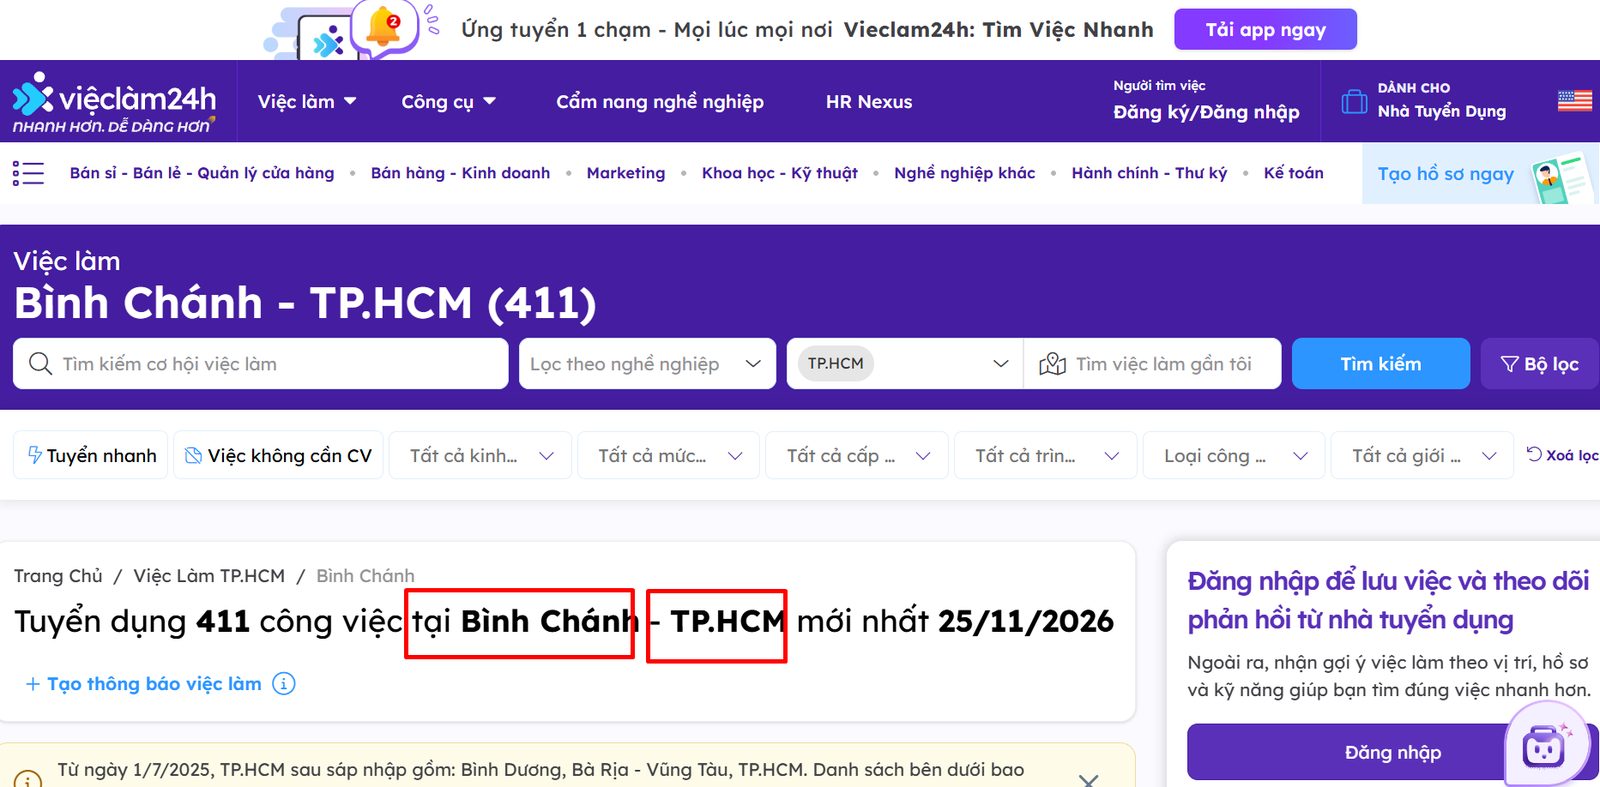 2
Ứng tuyển 1 chạm - Mọi lúc mọi nơi Vieclam24h: Tìm Việc Nhanh
Tải app ngay
vieclàm24h
NHANH HƠN. DỄ DÀNG HƠN
Việc làm
Công cụ
Cẩm nang nghề nghiệp
HR Nexus
Người tìm việc
Đăng ký/Đăng nhập
DÀNH CHO
Nhà Tuyển Dụng
Bán sỉ - Bán lẻ - Quản lý cửa hàng • Bán hàng - Kinh doanh • Marketing • Khoa học - Kỹ thuật • Nghề nghiệp khác • Hành chính - Thư ký • Kế toán
Tạo hồ sơ ngay
Việc làm
Bình Chánh - TP.HCM (411)
Tìm kiếm cơ hội việc làm
Lọc theo nghề nghiệp
TP.HCM
Tìm việc làm gần tôi
Tìm kiếm
Bộ lọc
Tuyển nhanh
Việc không cần CV
Tất cả kinh...
Tất cả mức...
Tất cả cấp ...
Tất cả trìn...
Loại công ...
Tất cả giới ...
Xoá lọc
Trang Chủ / Việc Làm TP.HCM / Bình Chánh
Tuyển dụng 411 công việc tại Bình Chánh - TP.HCM mới nhất 25/11/2026
+ Tạo thông báo việc làm
Từ ngày 1/7/2025, TP.HCM sau sáp nhập gồm: Bình Dương, Bà Rịa - Vũng Tàu, TP.HCM. Danh sách bên dưới bao
Đăng nhập để lưu việc và theo dõi
phản hồi từ nhà tuyển dụng
Ngoài ra, nhận gợi ý việc làm theo vị trí, hồ sơ
và kỹ năng giúp bạn tìm đúng việc nhanh hơn.
Đăng nhập